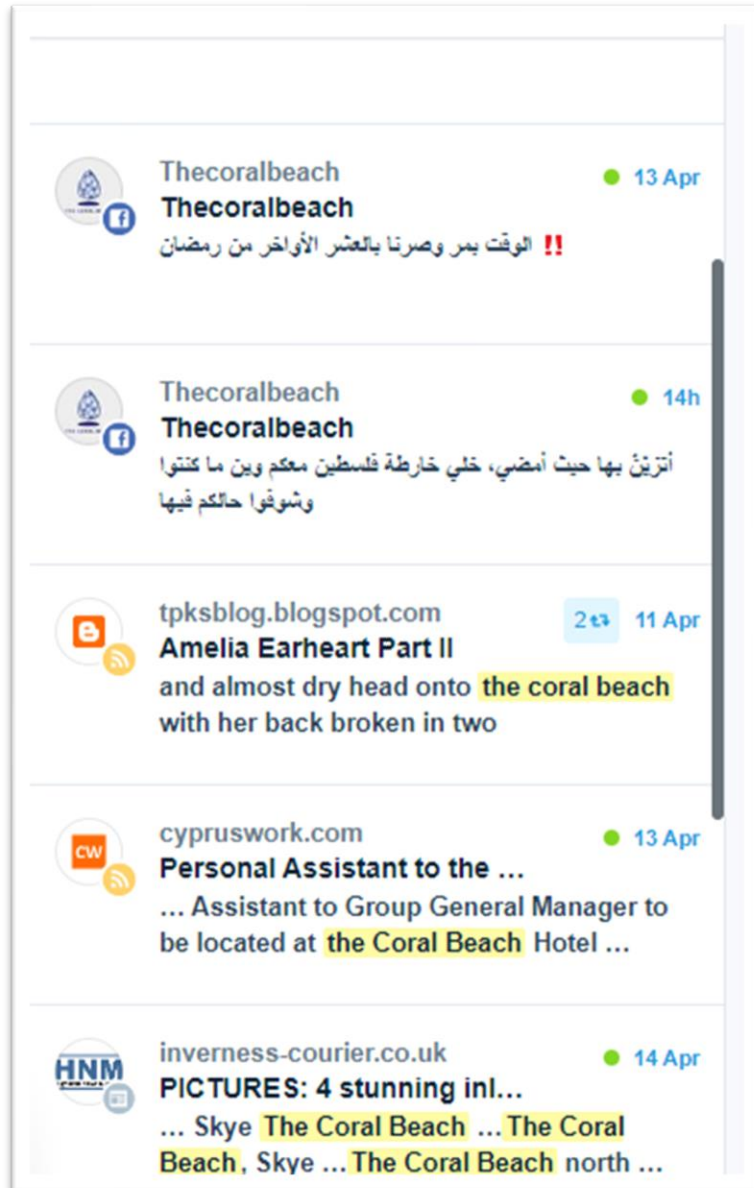 Thecoralbeach
13 Apr
Thecoralbeach
‼ الوقت بمر وصرنا بالعشر الأواخر من رمضان
Thecoralbeach
14h
Thecoralbeach
أتزيّنُ بها حيث أمضي، خلي خارطة فلسطين معكم وين ما كنتوا
وشوفوا حالكم فيها
tpksblog.blogspot.com
2 11 Apr
Amelia Earheart Part II
and almost dry head onto the coral beach
with her back broken in two
CW
cypruswork.com
13 Apr
Personal Assistant to the ...
... Assistant to Group General Manager to
be located at the Coral Beach Hotel ...
HNM
inverness-courier.co.uk
14 Apr
PICTURES: 4 stunning inl...
... Skye The Coral Beach ...The Coral
Beach, Skye ...The Coral Beach north ...